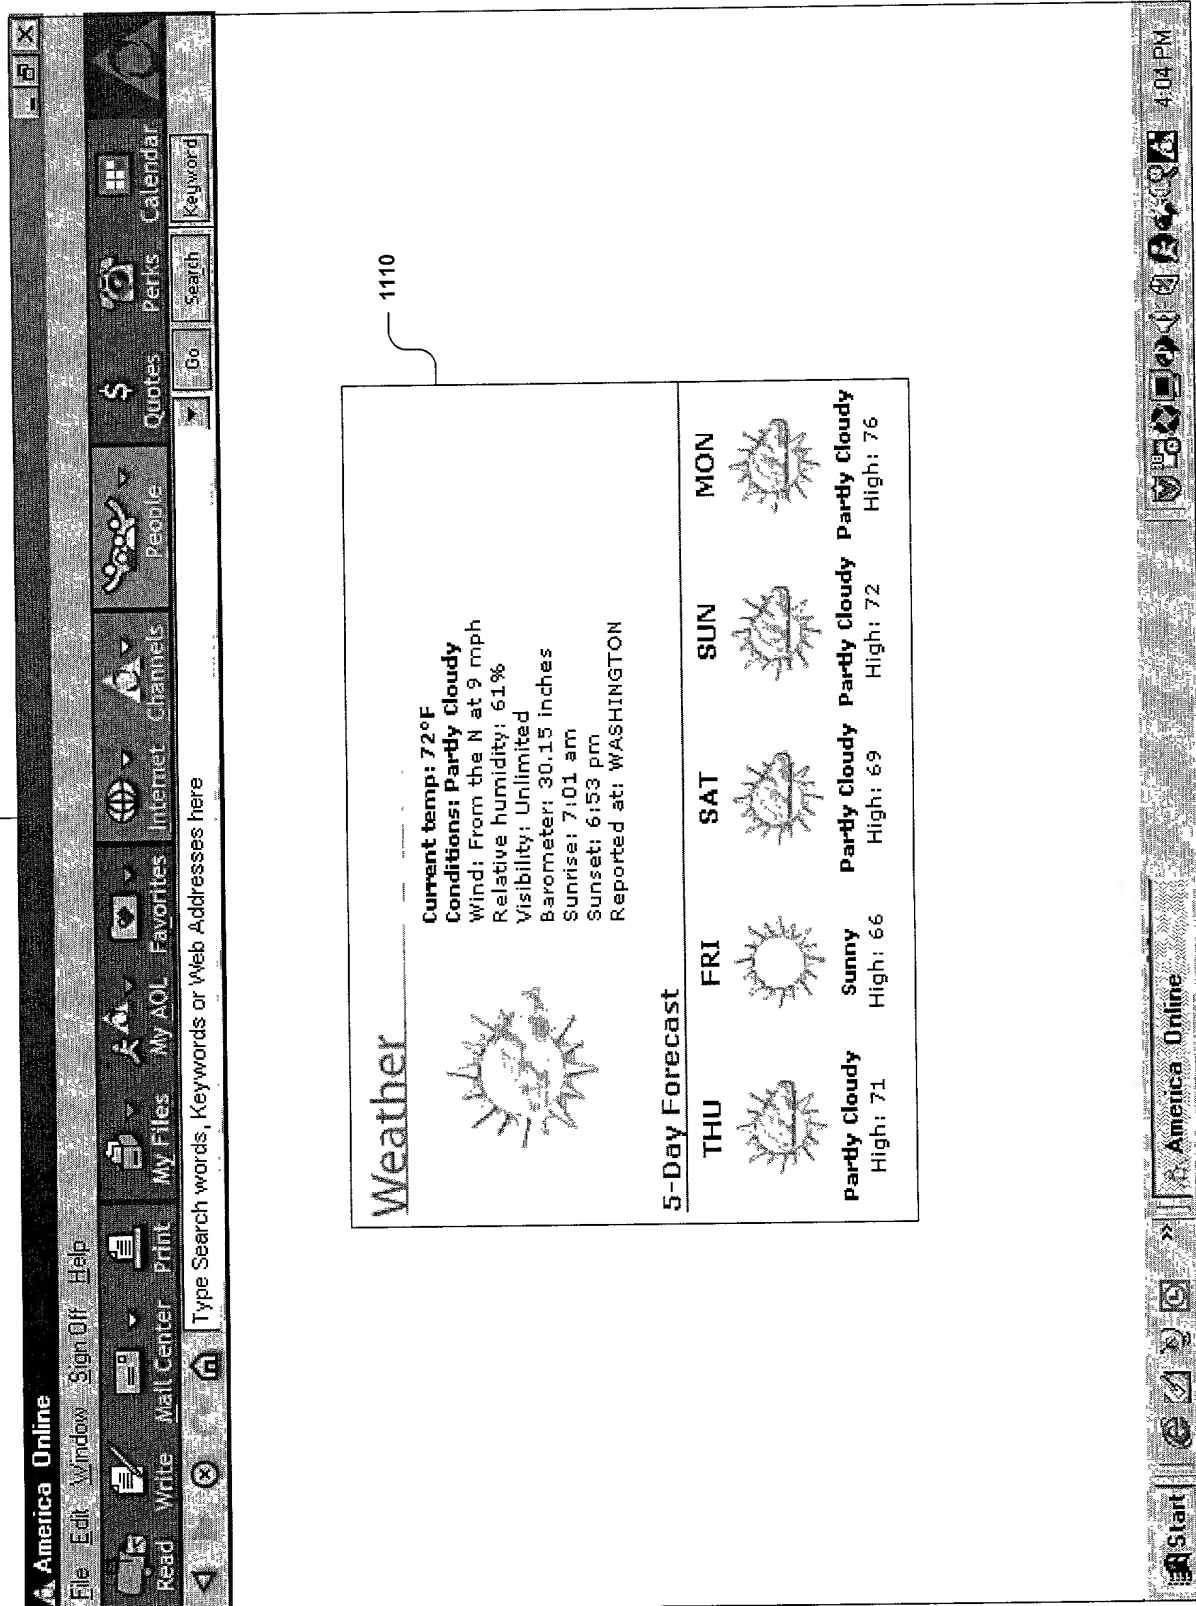 America Online
File Edit Window Sign Off Help
Read Write Mail Center Print My Files My AOL Favorites Internet Channels People Quotes Perks Calendar
Type Search words, Keywords or Web Addresses here Go Search Keyword
1110
Weather
Current temp: 72°F
Conditions: Partly Cloudy
Wind: From the N at 9 mph
Relative humidity: 61%
Visibility: Unlimited
Barometer: 30.15 inches
Sunrise: 7:01 am
Sunset: 6:53 pm
Reported at: WASHINGTON
5-Day Forecast
THU FRI SAT SUN MON
Partly Cloudy Sunny Partly Cloudy Partly Cloudy Partly Cloudy
High: 71 High: 66 High: 69 High: 72 High: 76
Start » America Online 4:04 PM